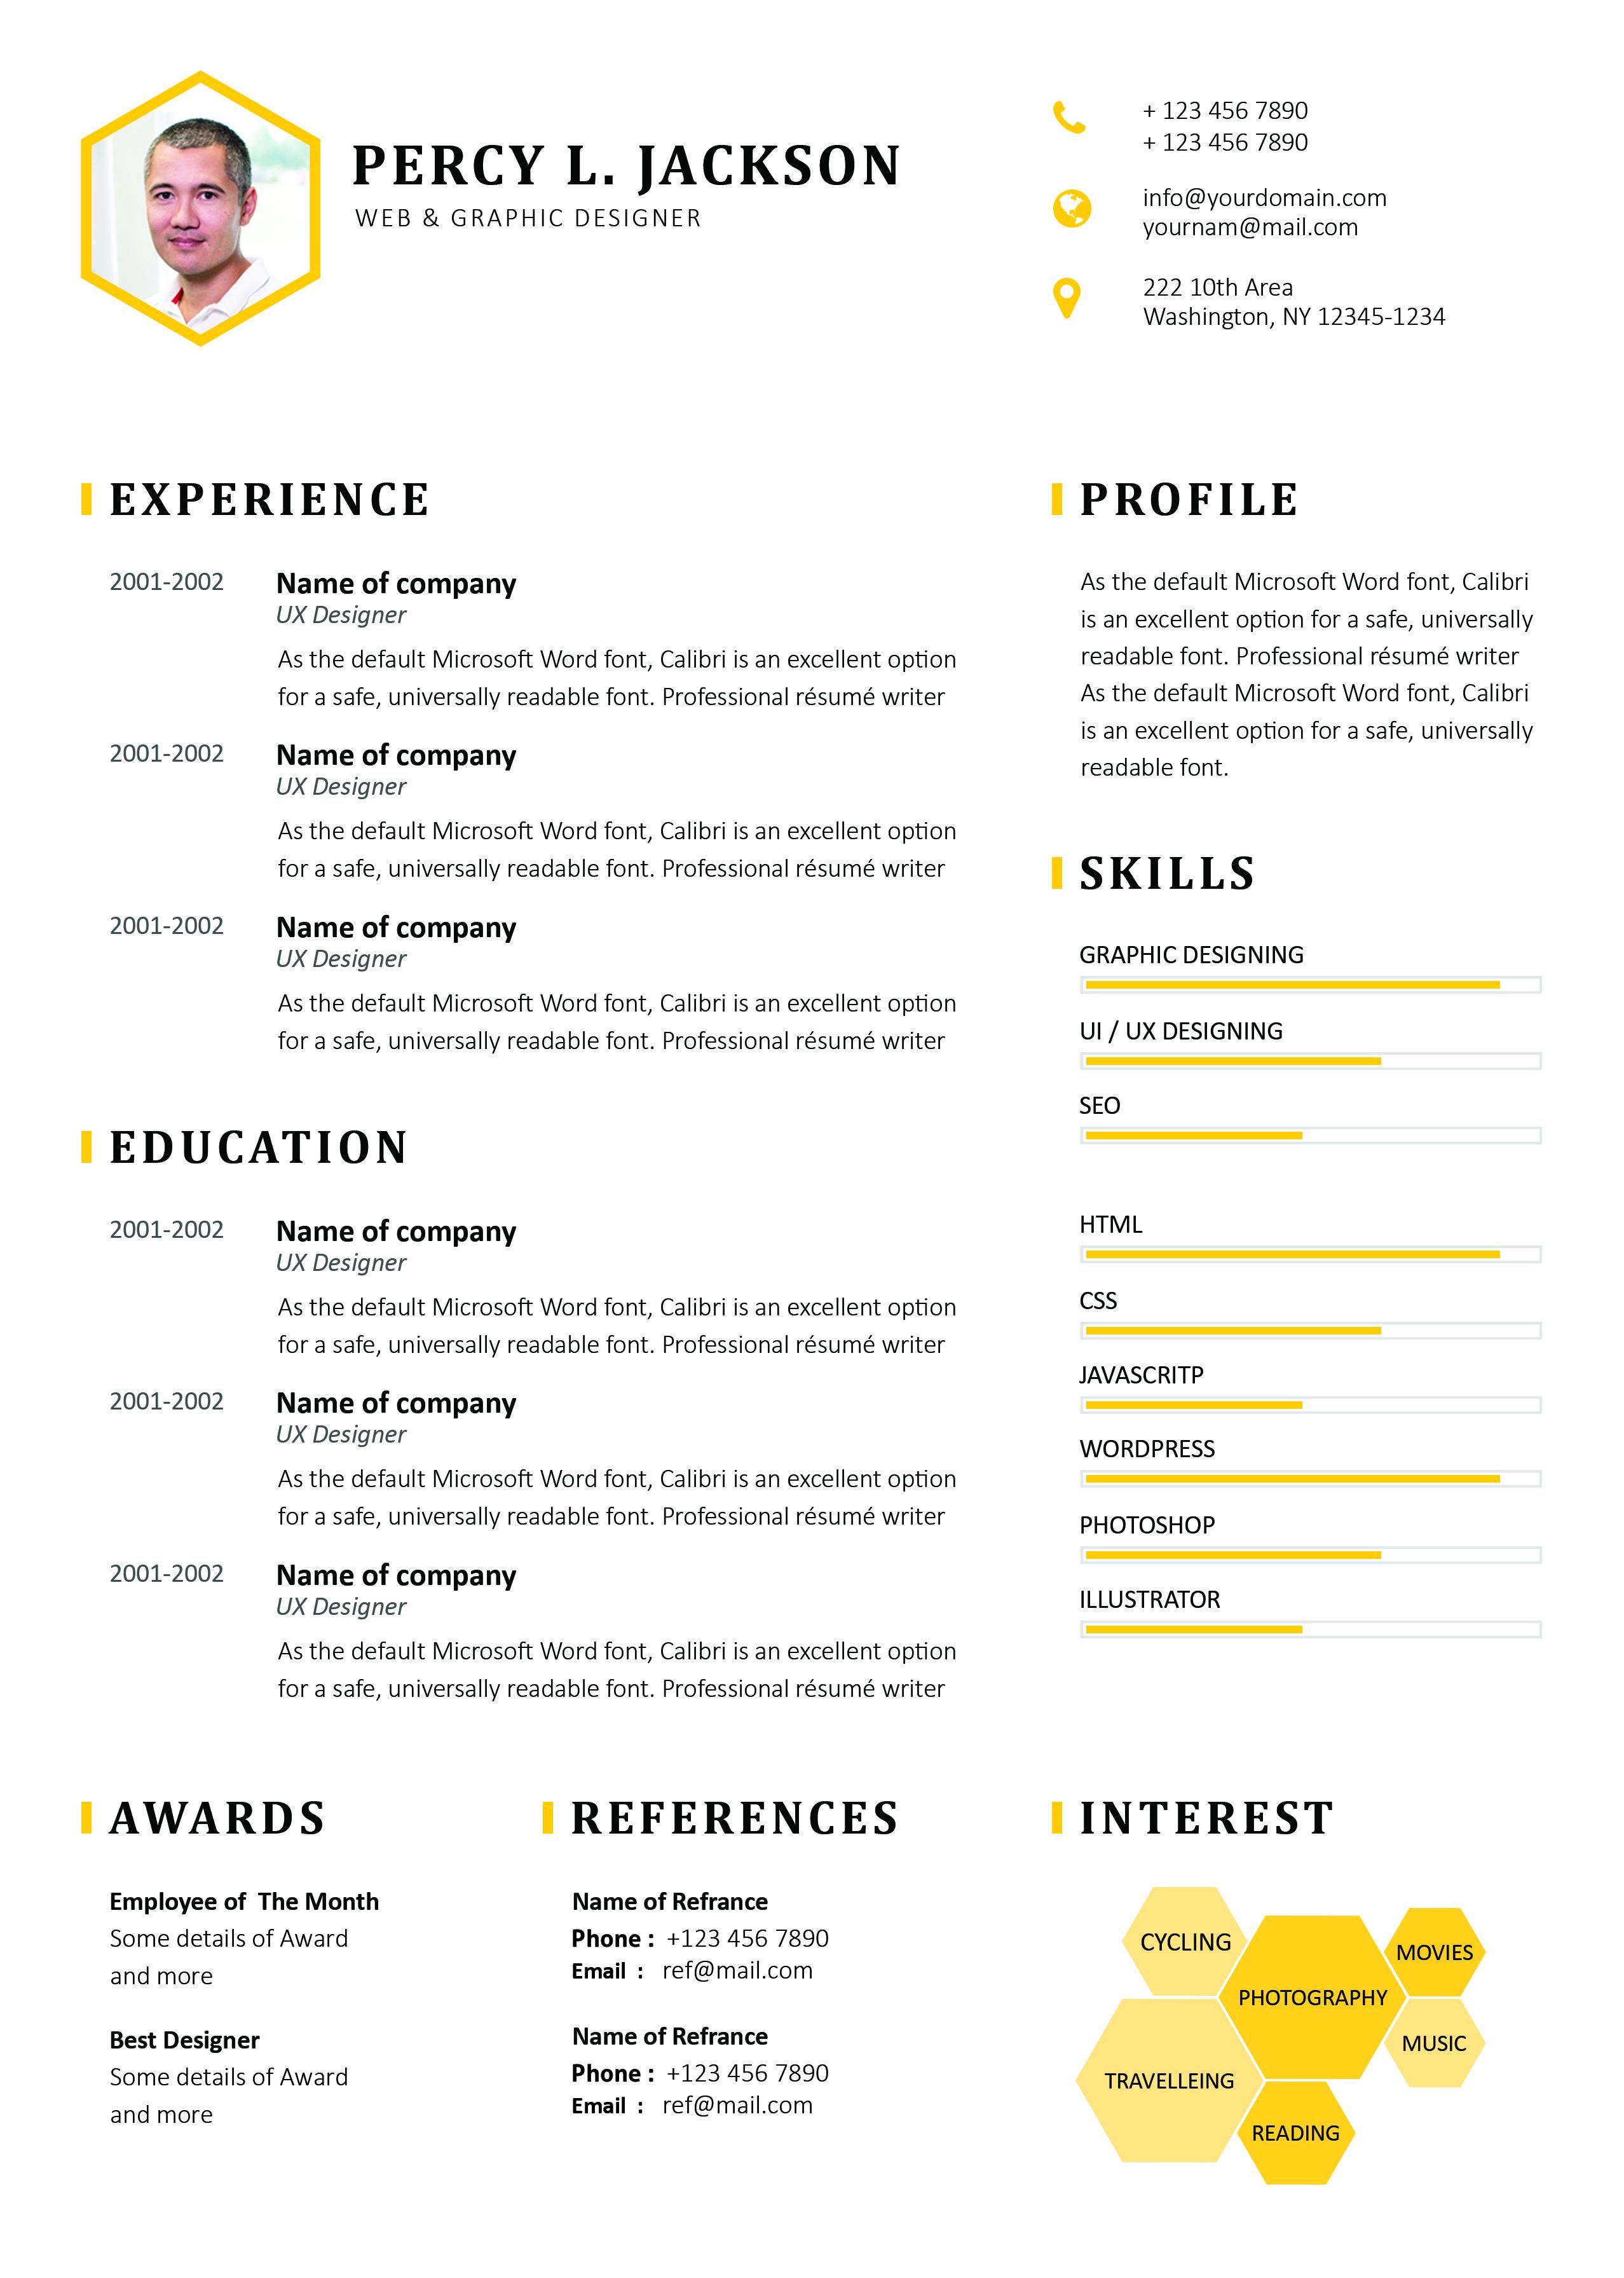 PERCY L. JACKSON
WEB & GRAPHIC DESIGNER
+ 123 456 7890
+ 123 456 7890
info@yourdomain.com
yournam@mail.com
222 10th Area
Washington, NY 12345-1234
EXPERIENCE
2001-2002
Name of company
UX Designer
As the default Microsoft Word font, Calibri is an excellent option
for a safe, universally readable font. Professional résumé writer
2001-2002
Name of company
UX Designer
As the default Microsoft Word font, Calibri is an excellent option
for a safe, universally readable font. Professional résumé writer
2001-2002
Name of company
UX Designer
As the default Microsoft Word font, Calibri is an excellent option
for a safe, universally readable font. Professional résumé writer
EDUCATION
2001-2002
Name of company
UX Designer
As the default Microsoft Word font, Calibri is an excellent option
for a safe, universally readable font. Professional résumé writer
2001-2002
Name of company
UX Designer
As the default Microsoft Word font, Calibri is an excellent option
for a safe, universally readable font. Professional résumé writer
2001-2002
Name of company
UX Designer
As the default Microsoft Word font, Calibri is an excellent option
for a safe, universally readable font. Professional résumé writer
PROFILE
As the default Microsoft Word font, Calibri
is an excellent option for a safe, universally
readable font. Professional résumé writer
As the default Microsoft Word font, Calibri
is an excellent option for a safe, universally
readable font.
SKILLS
GRAPHIC DESIGNING
UI / UX DESIGNING
SEO
HTML
CSS
JAVASCRITP
WORDPRESS
PHOTOSHOP
ILLUSTRATOR
AWARDS
Employee of  The Month
Some details of Award
and more
Best Designer
Some details of Award
and more
REFERENCES
Name of Refrance
Phone :  +123 456 7890
Email  :   ref@mail.com
Name of Refrance
Phone :  +123 456 7890
Email  :   ref@mail.com
INTEREST
CYCLING
MOVIES
PHOTOGRAPHY
MUSIC
TRAVELLEING
READING